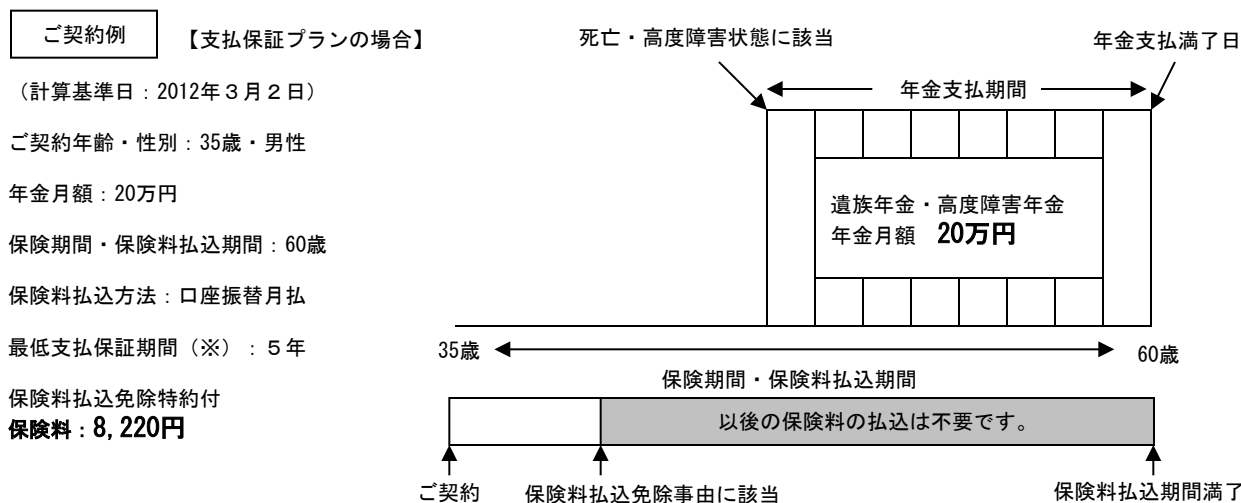 ご契約例
【支払保証プランの場合】
(計算基準日：2012年３月２日)
ご契約年齢・性別：35歳・男性
年金月額：20万円
保険期間・保険料払込期間：60歳
保険料払込方法：口座振替月払
最低支払保証期間（※）：５年
保険料払込免除特約付
保険料：8,220円
死亡・高度障害状態に該当
年金支払満了日
年金支払期間
遺族年金・高度障害年金
年金月額　20万円
35歳
60歳
保険期間・保険料払込期間
以後の保険料の払込は不要です。
ご契約
保険料払込免除事由に該当
保険料払込期間満了